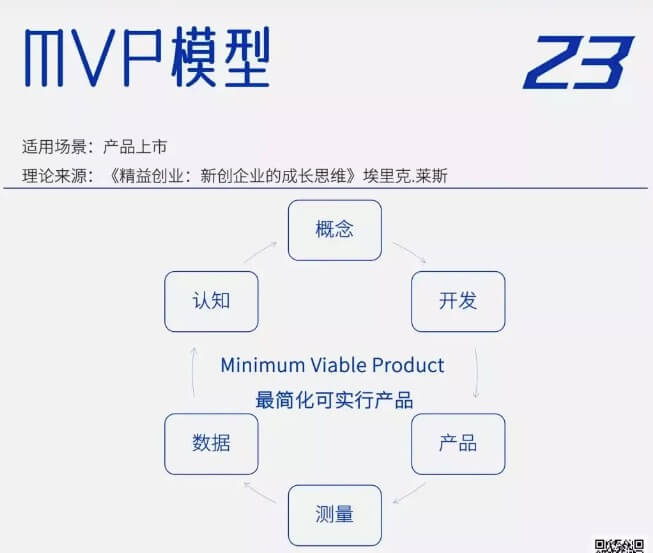 MVP模型
23
适用场景：产品上市
理论来源：《精益创业：新创企业的成长思维》埃里克.莱斯
概念
认知
开发
Minimum Viable Product
最简化可实行产品
数据
产品
测量